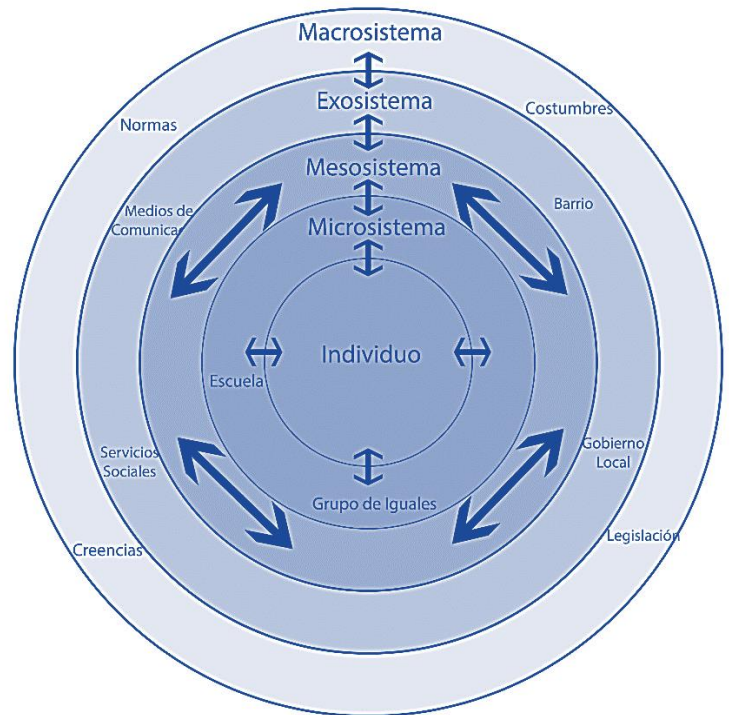 Macrosistema
Exosistema
Costumbres
Normas
Mesosistema
Medios de
Comunicac
Barrio
Microsistema
Individuo
Escuela
Servicios
Sociales
Gobierno
Local
Grupo de Iguales
Creencias
Legislación